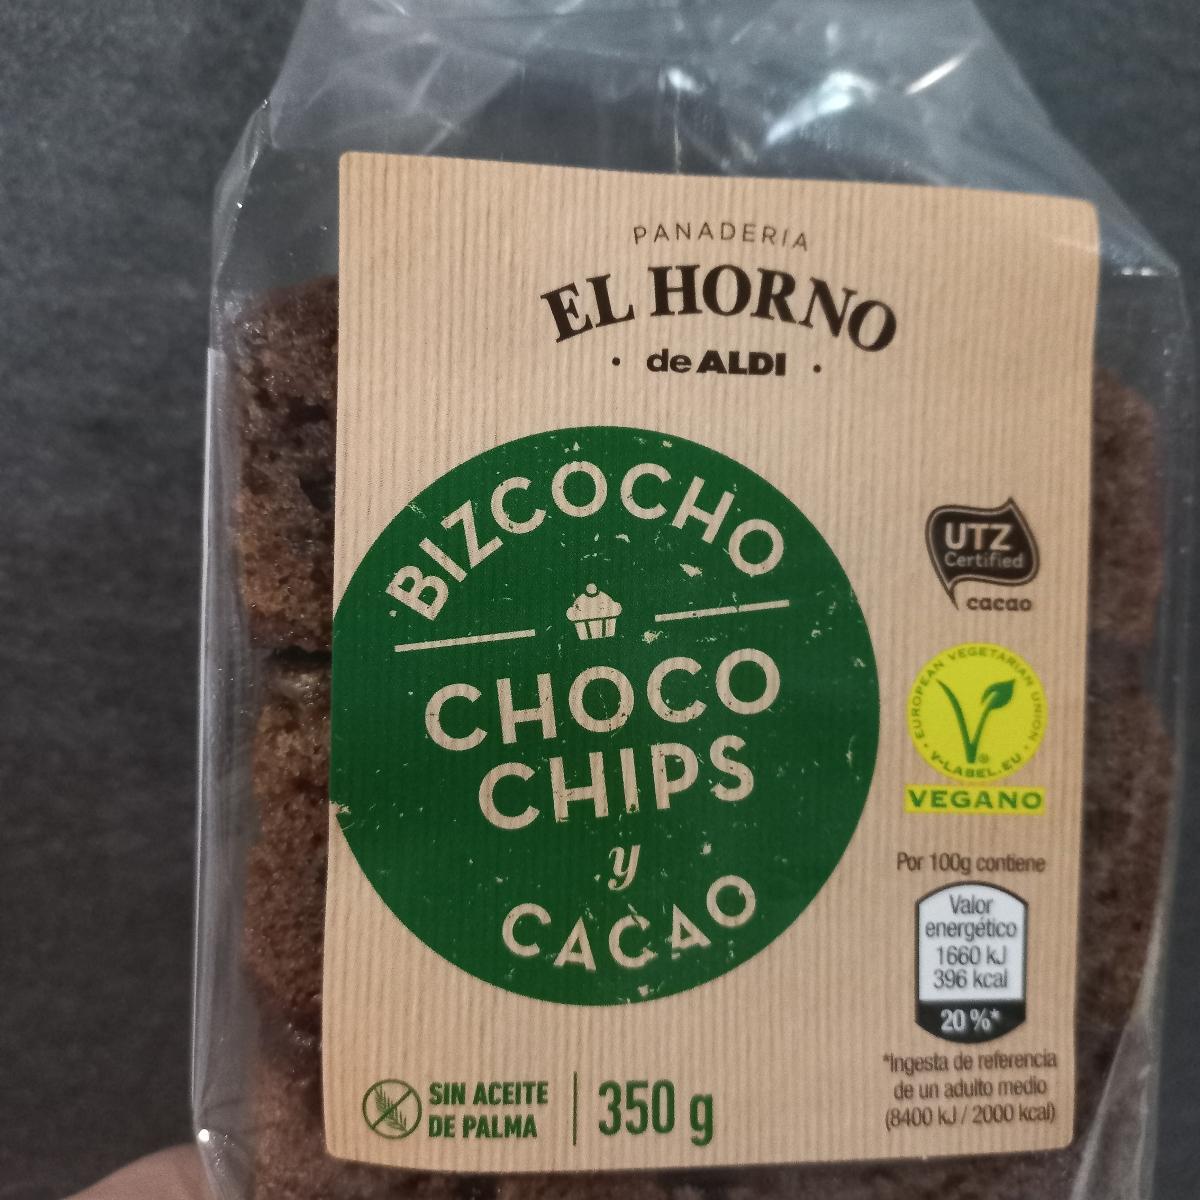 PANADERIA
EL HORNO
· de ALDI ·
BIZCOCHO
CHOCO
CHIPS
y
CACAO
UTZ
Certified
cacao
EUROPEAN VEGETARIAN UNION
V-LABEL.EU
VEGANO
Por 100g contiene
Valor
energético
1660 kJ
396 kcal
20 %*
*Ingesta de referencia
de un adulto medio
(8400 kJ / 2000 kcal)
SIN ACEITE
DE PALMA
350 g